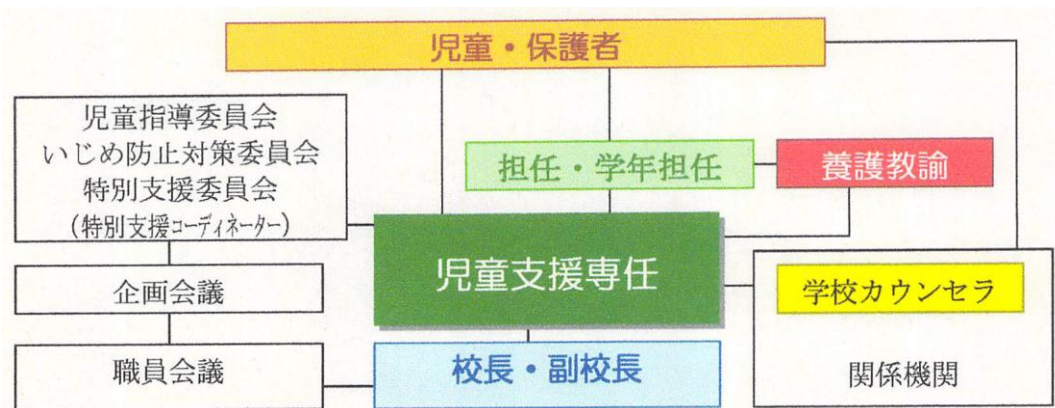 児童・保護者
児童指導委員会
いじめ防止対策委員会
特別支援委員会
(特別支援コーディネーター)
担任・学年担任
養護教諭
児童支援専任
企画会議
学校カウンセラ
職員会議
校長・副校長
関係機関